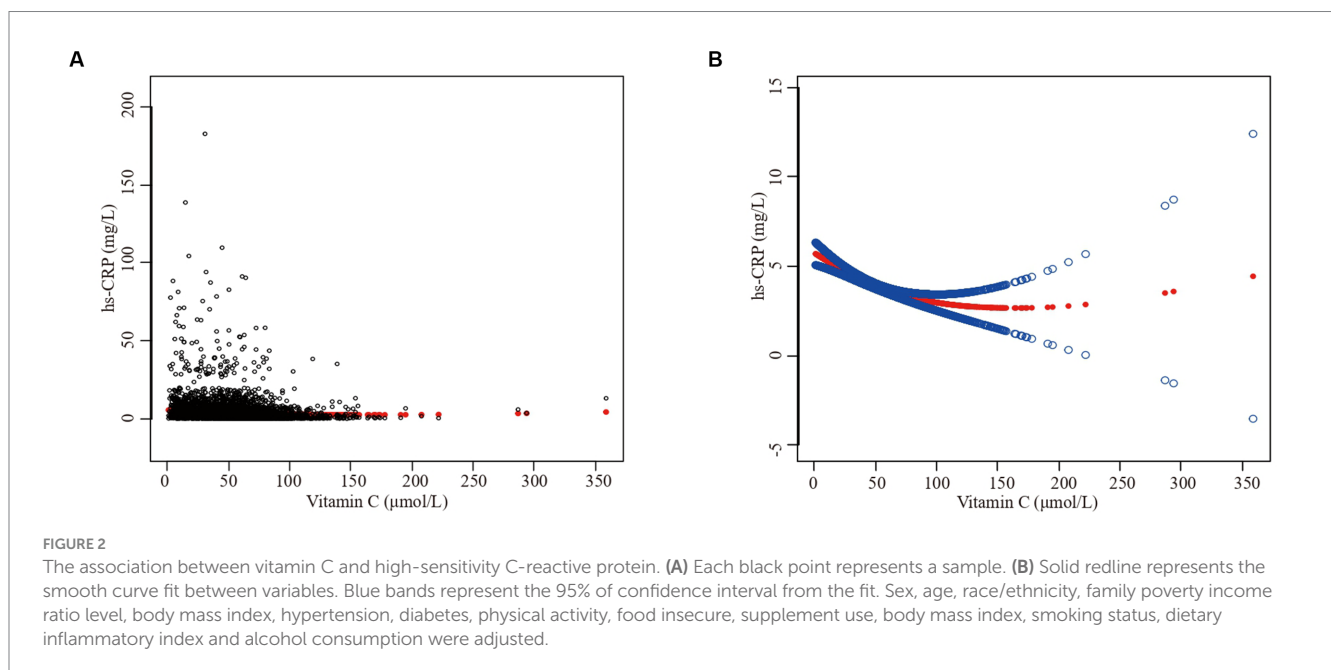 A
B
200
150
100
50
0
hs-CRP (mg/L)
0 50 100 150 200 250 300 350
Vitamin C (μmol/L)
15
10
5
0
-5
hs-CRP (mg/L)
0 50 100 150 200 250 300 350
Vitamin C (μmol/L)
FIGURE 2
The association between vitamin C and high-sensitivity C-reactive protein. (A) Each black point represents a sample. (B) Solid redline represents the
smooth curve fit between variables. Blue bands represent the 95% of confidence interval from the fit. Sex, age, race/ethnicity, family poverty income
ratio level, body mass index, hypertension, diabetes, physical activity, food insecure, supplement use, body mass index, smoking status, dietary
inflammatory index and alcohol consumption were adjusted.